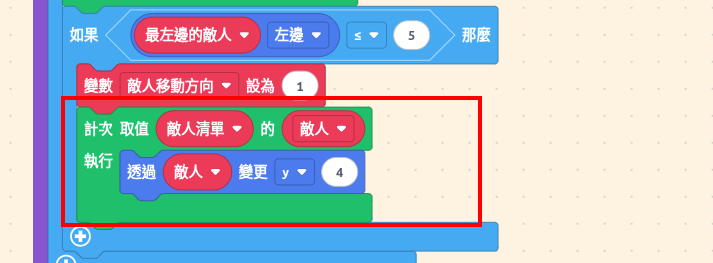 如果 最左邊的敵人 左邊 ≤ 5 那麼
變數 敵人移動方向 設為 1
計次 取值 敵人清單 的 敵人
執行
透過 敵人 變更 y 4